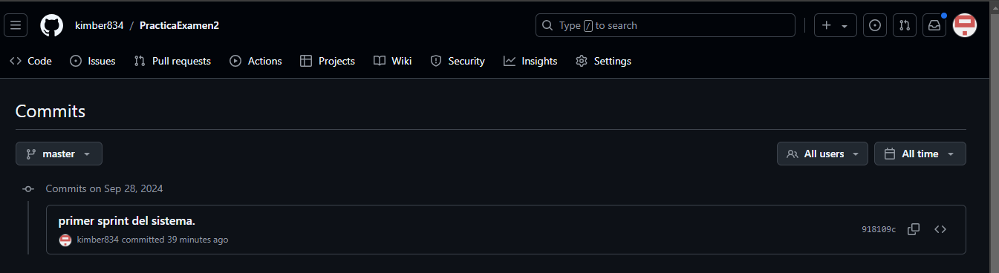 kimber834 / PracticaExamen2 Type / to search
Code Issues Pull requests Actions Projects Wiki Security Insights Settings
Commits
master All users All time
Commits on Sep 28, 2024
primer sprint del sistema.
918109c
kimber834 committed 39 minutes ago